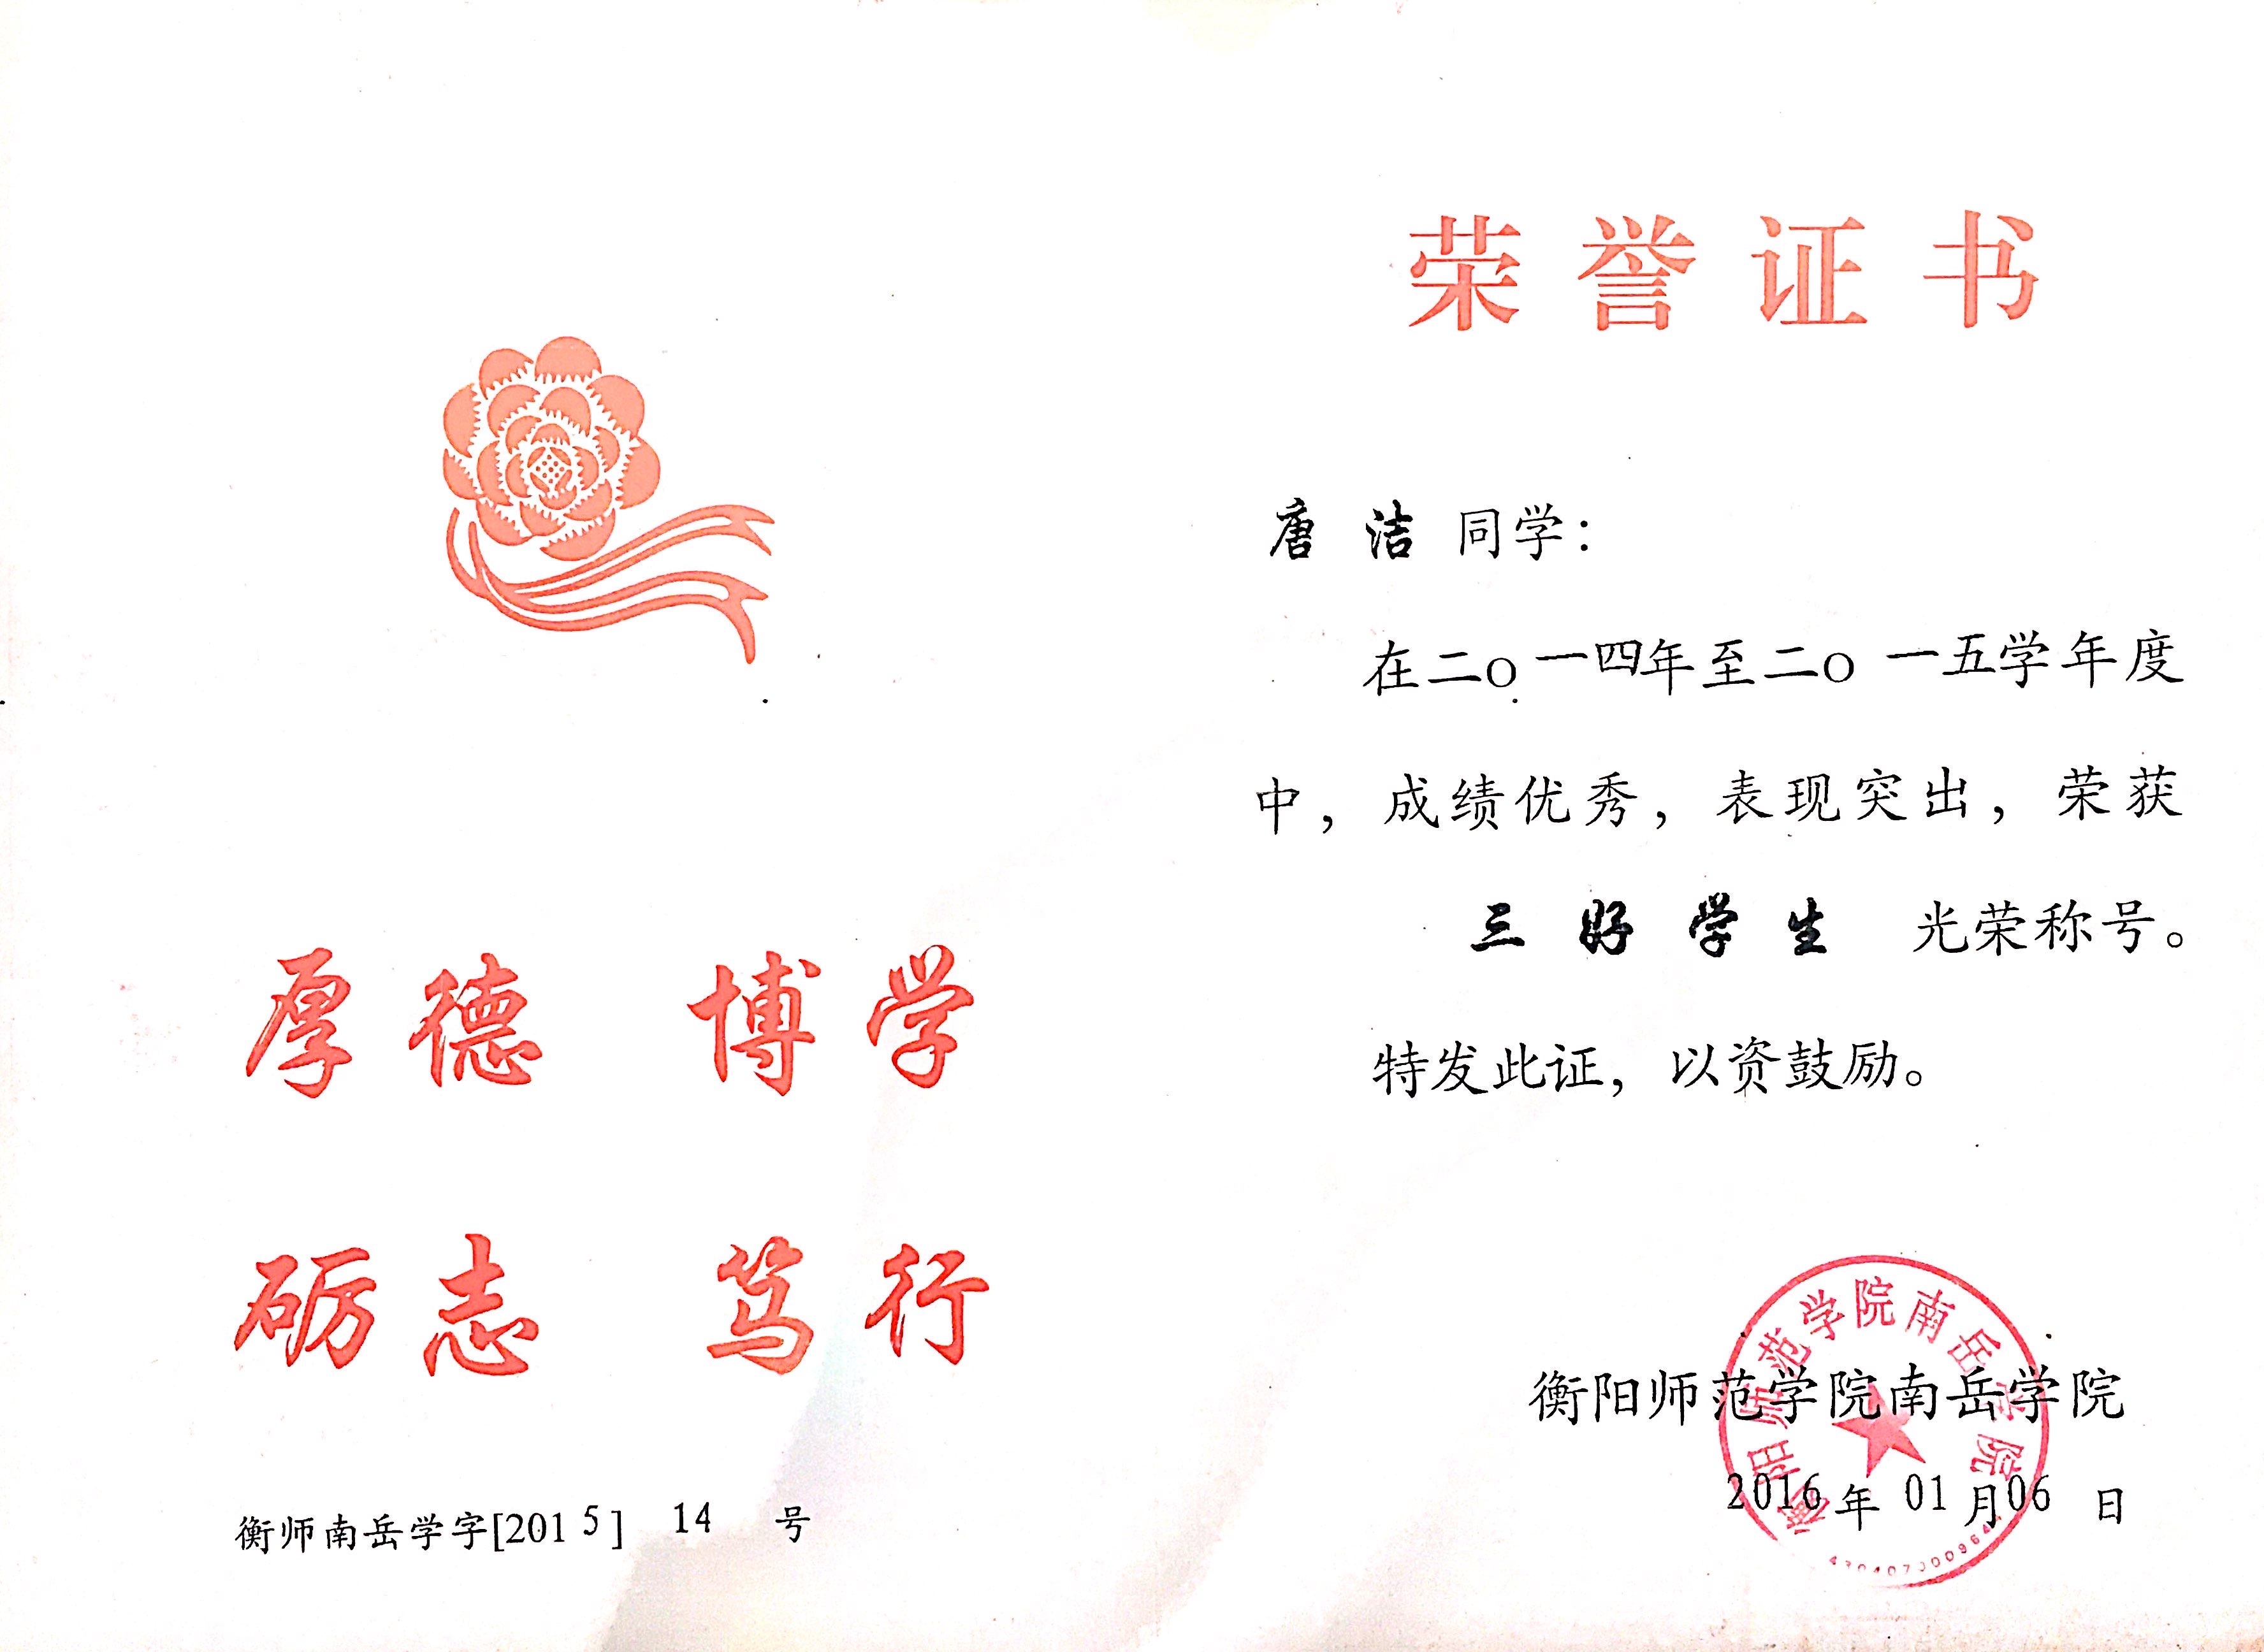 厚德 博学
砺志 笃行
衡师南岳学字[2015] 14 号
荣誉证书
唐洁同学：
在二O一四年至二O一五学年度
中，成绩优秀，表现突出，荣获
三好学生 光荣称号。
特发此证，以资鼓励。
衡阳师范学院南岳学院
2016年01月06日
衡阳师范学院南岳学院